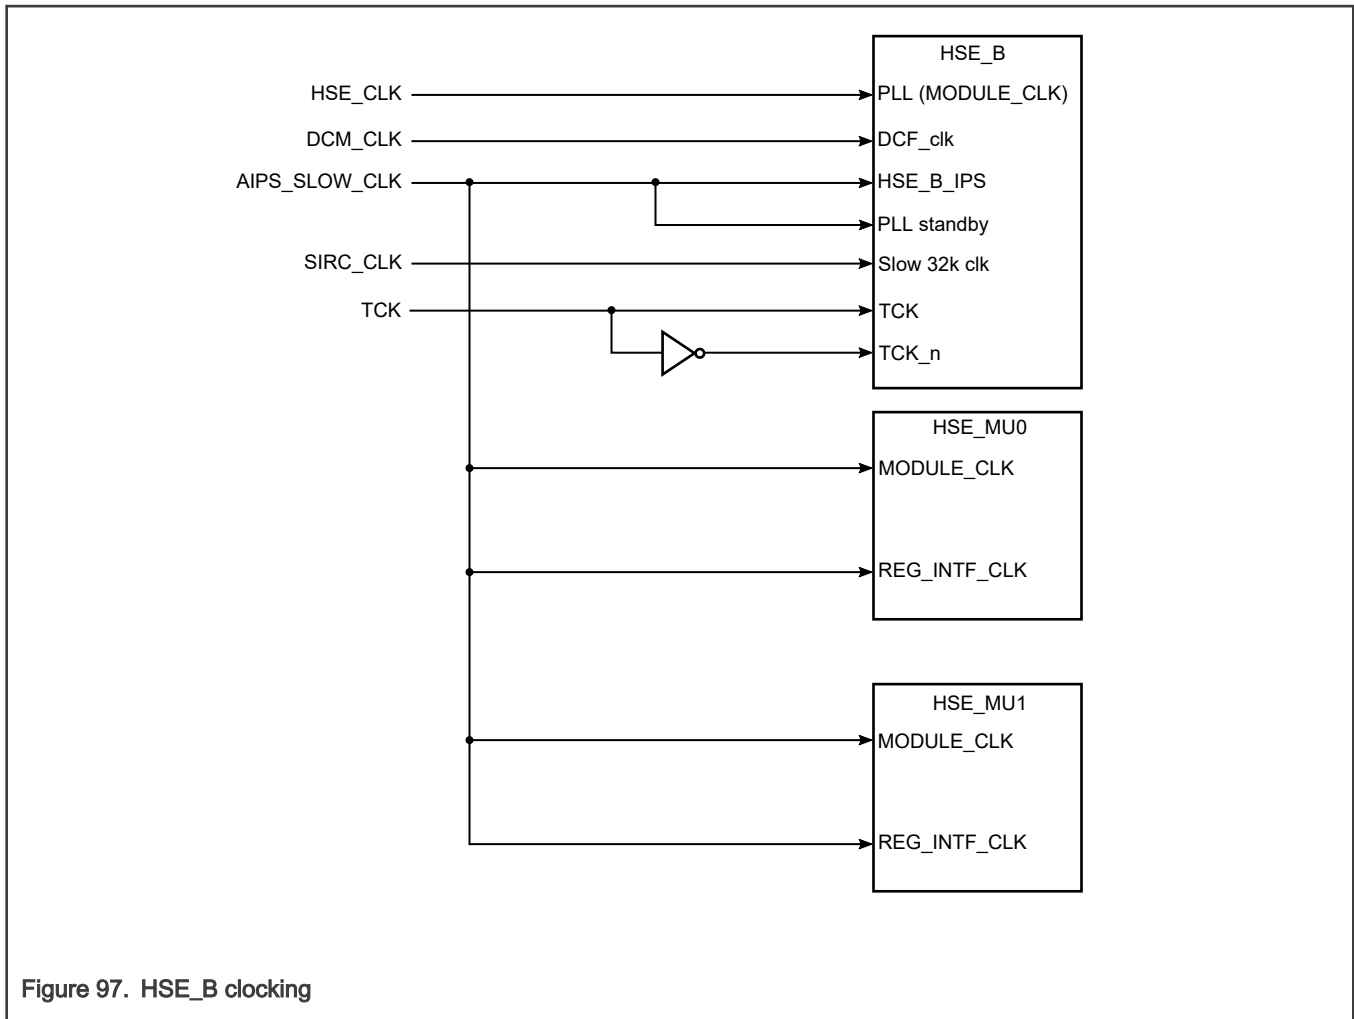 HSE_B
HSE_CLK
PLL (MODULE_CLK)
DCM_CLK
DCF_clk
AIPS_SLOW_CLK
HSE_B_IPS
PLL standby
SIRC_CLK
Slow 32k clk
TCK
TCK
TCK_n
HSE_MU0
MODULE_CLK
REG_INTF_CLK
HSE_MU1
MODULE_CLK
REG_INTF_CLK
Figure 97. HSE_B clocking